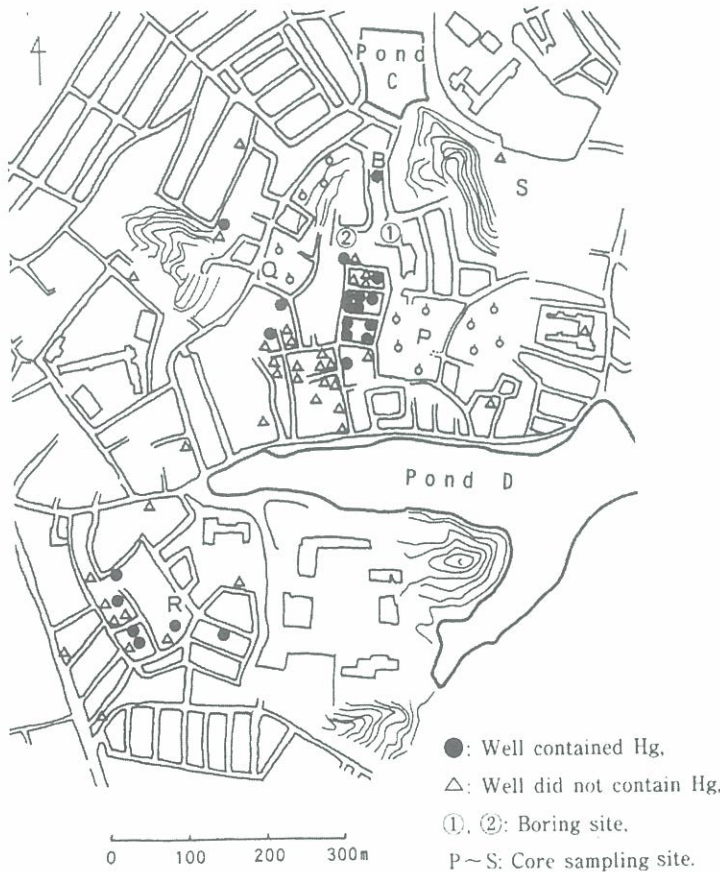 Pond
C
B
S
②
①
Q
P
Pond D
R
●: Well contained Hg,
△: Well did not contain Hg,
①, ②: Boring site,
P~S: Core sampling site.
0 100 200 300m